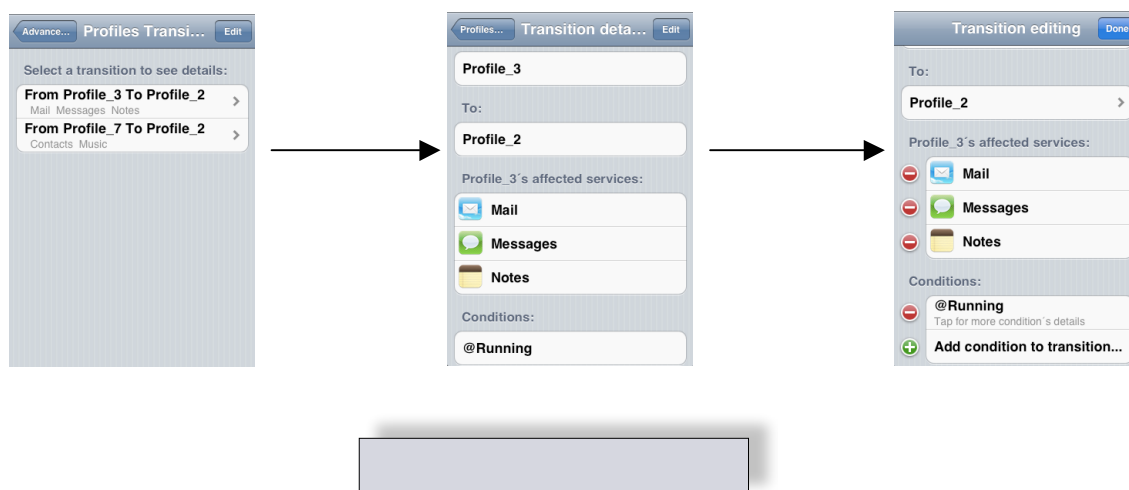 Advance...
Profiles Transi...
Edit
Select a transition to see details:
From Profile_3 To Profile_2
Mail Messages Notes
From Profile_7 To Profile_2
Contacts Music
Profiles...
Transition deta...
Edit
Profile_3
To:
Profile_2
Profile_3´s affected services:
Mail
Messages
Notes
Conditions:
@Running
Transition editing
Done
To:
Profile_2
Profile_3´s affected services:
Mail
Messages
Notes
Conditions:
@Running
Tap for more condition´s details
Add condition to transition...